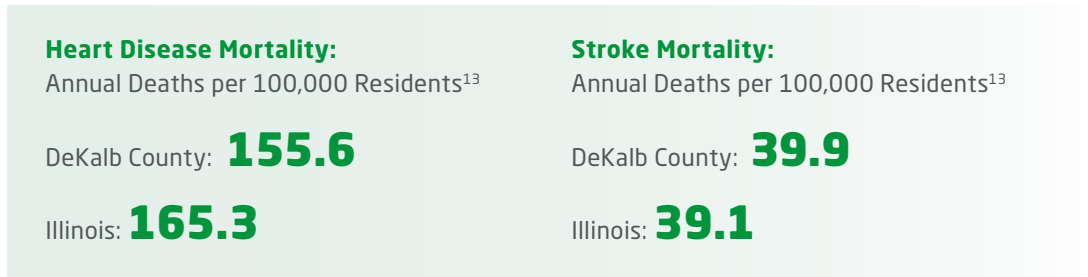 Heart Disease Mortality:
Annual Deaths per 100,000 Residents13
DeKalb County: 155.6
Illinois: 165.3
Stroke Mortality:
Annual Deaths per 100,000 Residents13
DeKalb County: 39.9
Illinois: 39.1